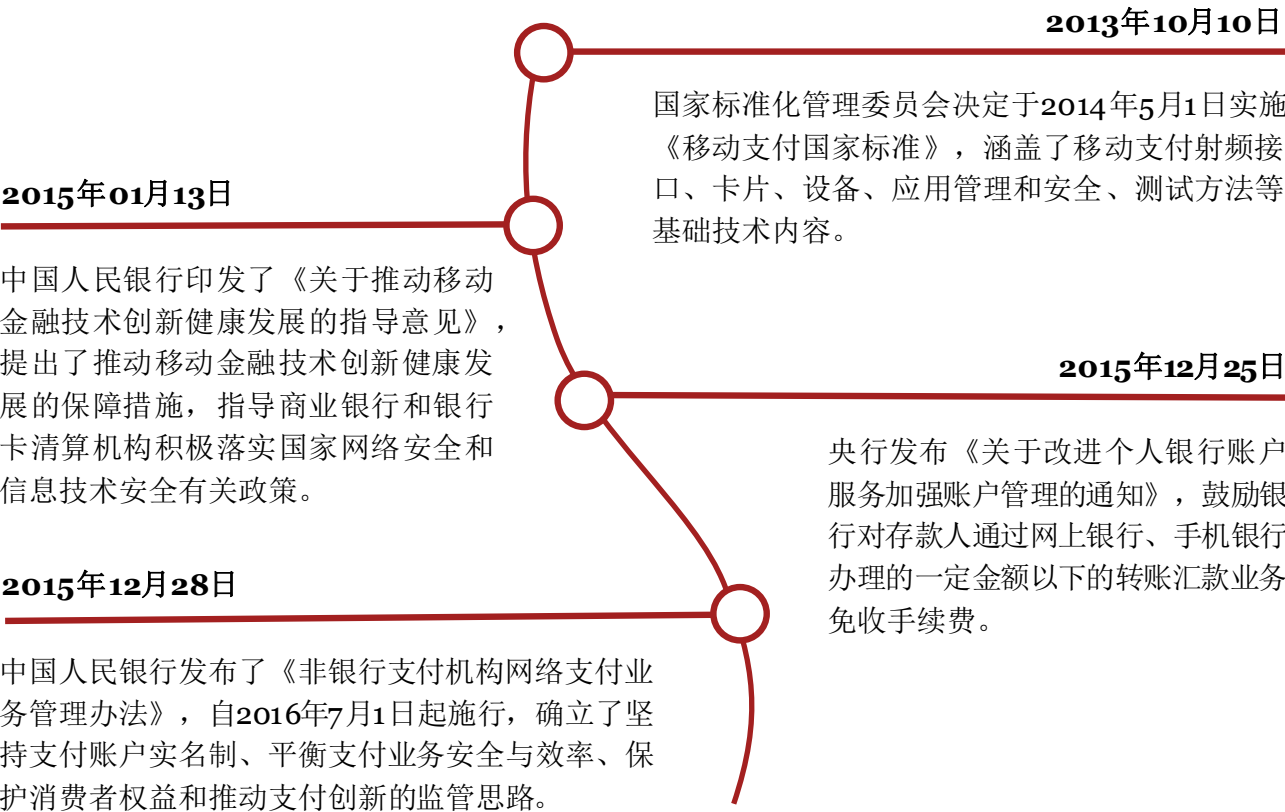 2013年10月10日
国家标准化管理委员会决定于2014年5月1日实施
《移动支付国家标准》，涵盖了移动支付射频接
口、卡片、设备、应用管理和安全、测试方法等
基础技术内容。
2015年01月13日
中国人民银行印发了《关于推动移动
金融技术创新健康发展的指导意见》，
提出了推动移动金融技术创新健康发
展的保障措施，指导商业银行和银行
卡清算机构积极落实国家网络安全和
信息技术安全有关政策。
2015年12月25日
央行发布《关于改进个人银行账户
服务加强账户管理的通知》，鼓励银
行对存款人通过网上银行、手机银行
办理的一定金额以下的转账汇款业务
免收手续费。
2015年12月28日
中国人民银行发布了《非银行支付机构网络支付业
务管理办法》，自2016年7月1日起施行，确立了坚
持支付账户实名制、平衡支付业务安全与效率、保
护消费者权益和推动支付创新的监管思路。